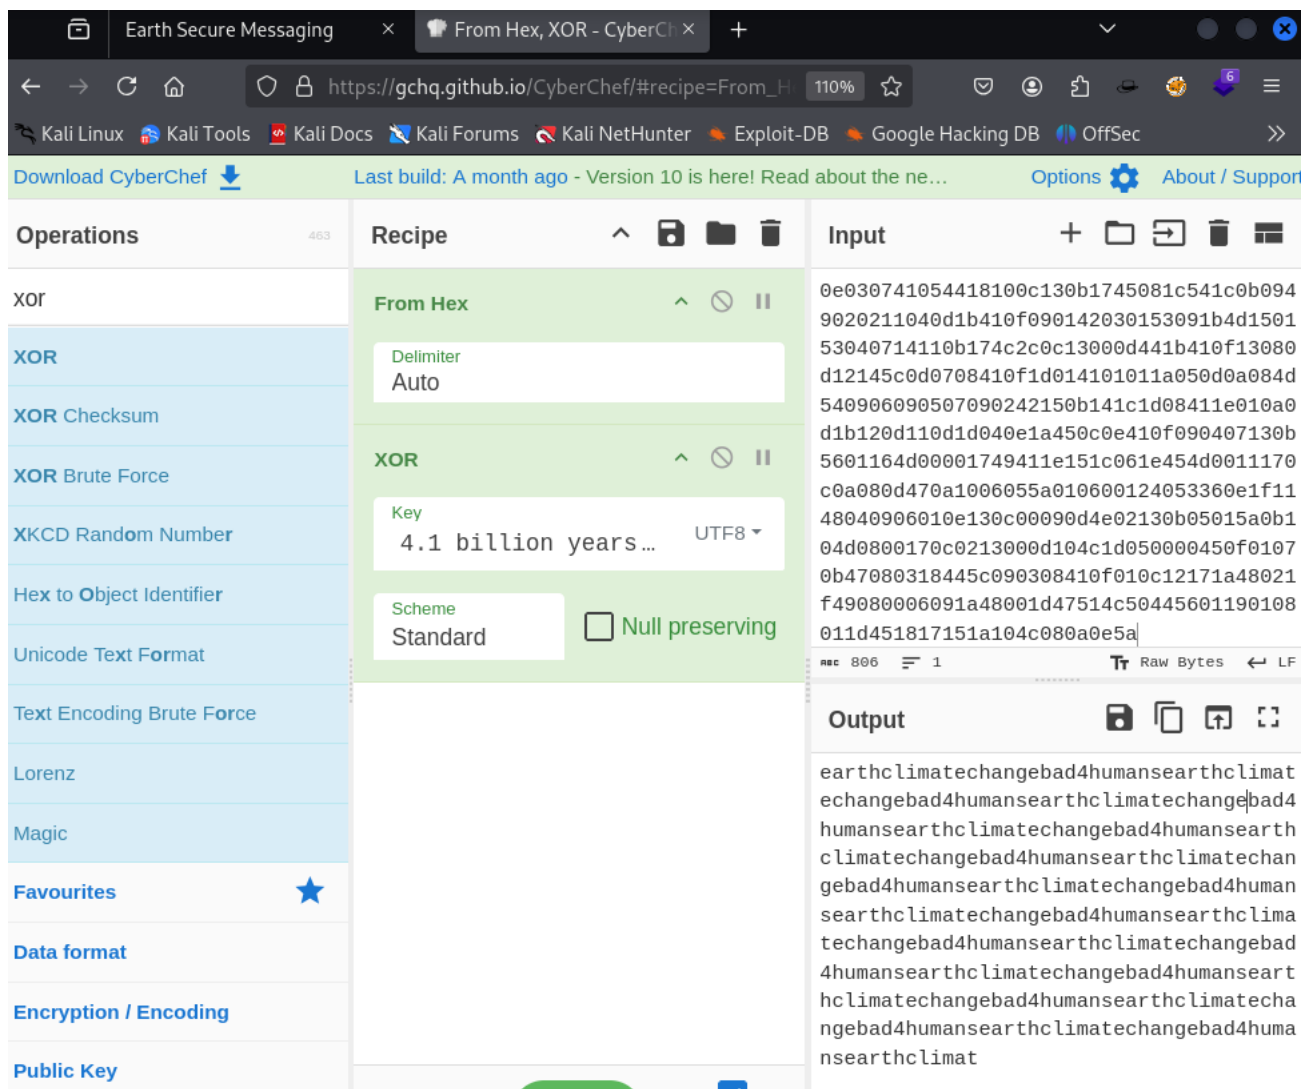 Earth Secure Messaging
From Hex, XOR - CyberCh
https://gchq.github.io/CyberChef/#recipe=From_H
110%
6
Kali Linux
Kali Tools
Kali Docs
Kali Forums
Kali NetHunter
Exploit-DB
Google Hacking DB
OffSec
Download CyberChef
Last build: A month ago - Version 10 is here! Read about the ne…
Options
About / Support
Operations
463
xor
XOR
XOR Checksum
XOR Brute Force
XKCD Random Number
Hex to Object Identifier
Unicode Text Format
Text Encoding Brute Force
Lorenz
Magic
Favourites
Data format
Encryption / Encoding
Public Key
Recipe
From Hex
Delimiter
Auto
XOR
Key
4.1 billion years…
UTF8
Scheme
Standard
Null preserving
Input
0e030741054418100c130b1745081c541c0b094
9020211040d1b410f090142030153091b4d1501
53040714110b174c2c0c13000d441b410f13080
d12145c0d0708410f1d014101011a050d0a084d
540906090507090242150b141c1d08411e010a0
d1b120d110d1d040e1a450c0e410f090407130b
5601164d00001749411e151c061e454d0011170
c0a080d470a1006055a010600124053360e1f11
48040906010e130c00090d4e02130b05015a0b1
04d0800170c0213000d104c1d050000450f0107
0b47080318445c090308410f010c12171a48021
f49080006091a48001d47514c50445601190108
011d451817151a104c080a0e5a
ABC 806
1
Raw Bytes
LF
Output
earthclimatechangebad4humansearthclimat
echangebad4humansearthclimatechangebad4
humansearthclimatechangebad4humansearth
climatechangebad4humansearthclimatechan
gebad4humansearthclimatechangebad4human
searthclimatechangebad4humansearthclima
techangebad4humansearthclimatechangebad
4humansearthclimatechangebad4humanseart
hclimatechangebad4humansearthclimatecha
ngebad4humansearthclimatechangebad4huma
nsearthclimat